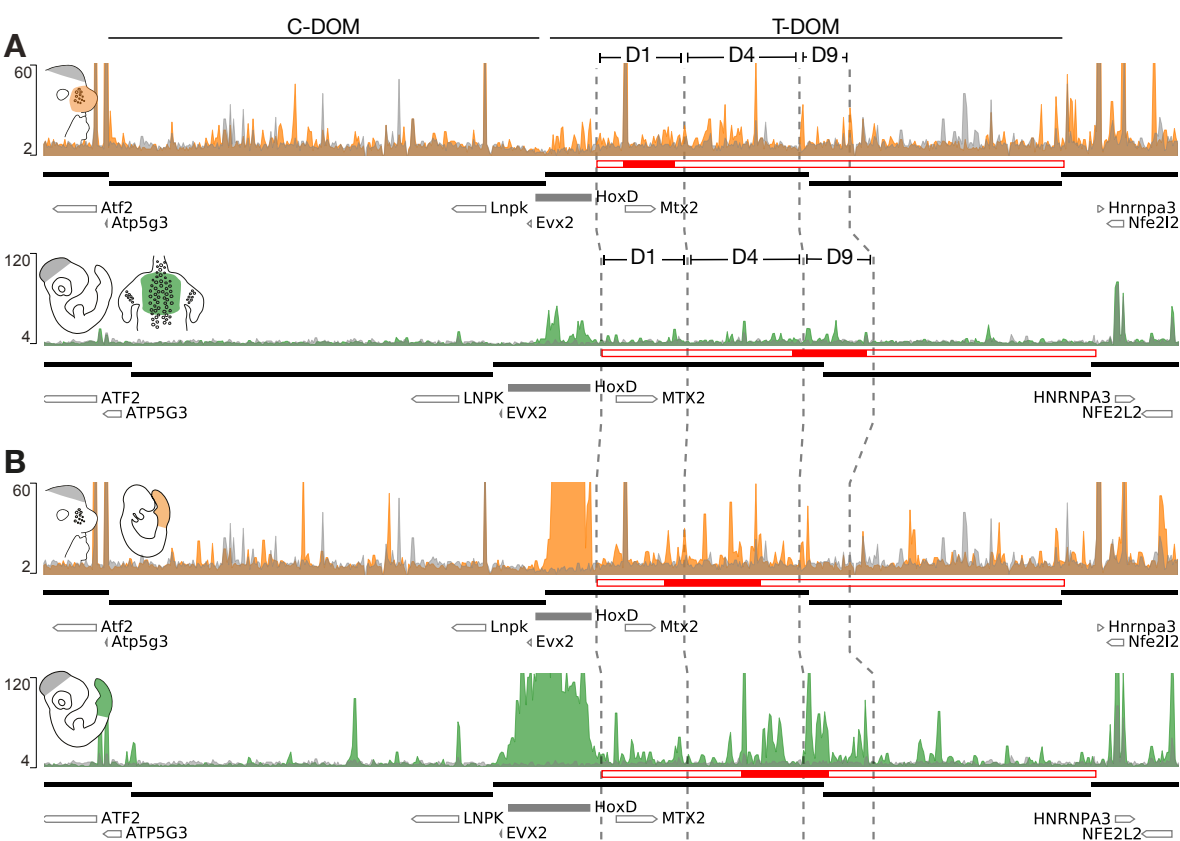 C-DOM T-DOM
A
D1 D4 D9
60
2
HoxD
Atf2 Lnpk Mtx2 Hnrnpa3
Atp5g3 Evx2 Nfe2l2
120
D1 D4 D9
4
HoxD
ATF2 LNPK MTX2 HNRNPA3
ATP5G3 EVX2 NFE2L2
B
60
2
HoxD
Atf2 Lnpk Mtx2 Hnrnpa3
Atp5g3 Evx2 Nfe2l2
120
4
HoxD
ATF2 LNPK MTX2 HNRNPA3
ATP5G3 EVX2 NFE2L2